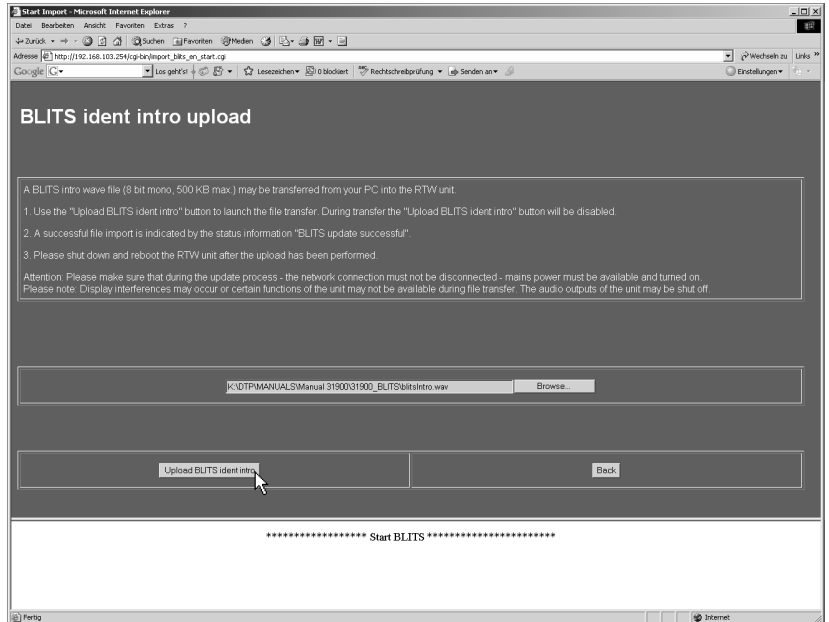 Start Import - Microsoft Internet Explorer
Datei Bearbeiten Ansicht Favoriten Extras ?
Zurück Suchen Favoriten Medien
Adresse http://192.168.103.254/cgi-bin/import_blits_en_start.cgi Wechseln zu Links »
Google G Los geht's! Lesezeichen 0 blockiert Rechtschreibprüfung Senden an Einstellungen
BLITS ident intro upload
A BLITS intro wave file (8 bit mono, 500 KB max.) may be transferred from your PC into the RTW unit.
1. Use the "Upload BLITS ident intro" button to launch the file transfer. During transfer the "Upload BLITS ident intro" button will be disabled.
2. A successful file import is indicated by the status information "BLITS update successful".
3. Please shut down and reboot the RTW unit after the upload has been performed.
Attention: Please make sure that during the update process - the network connection must not be disconnected - mains power must be available and turned on.
Please note: Display interferences may occur or certain functions of the unit may not be available during file transfer. The audio outputs of the unit may be shut off.
K:\DTP\MANUALS\Manual 31900\31900_BLITS\blitsIntro.wav Browse...
Upload BLITS ident intro Back
****************** Start BLITS ***********************
Fertig Internet